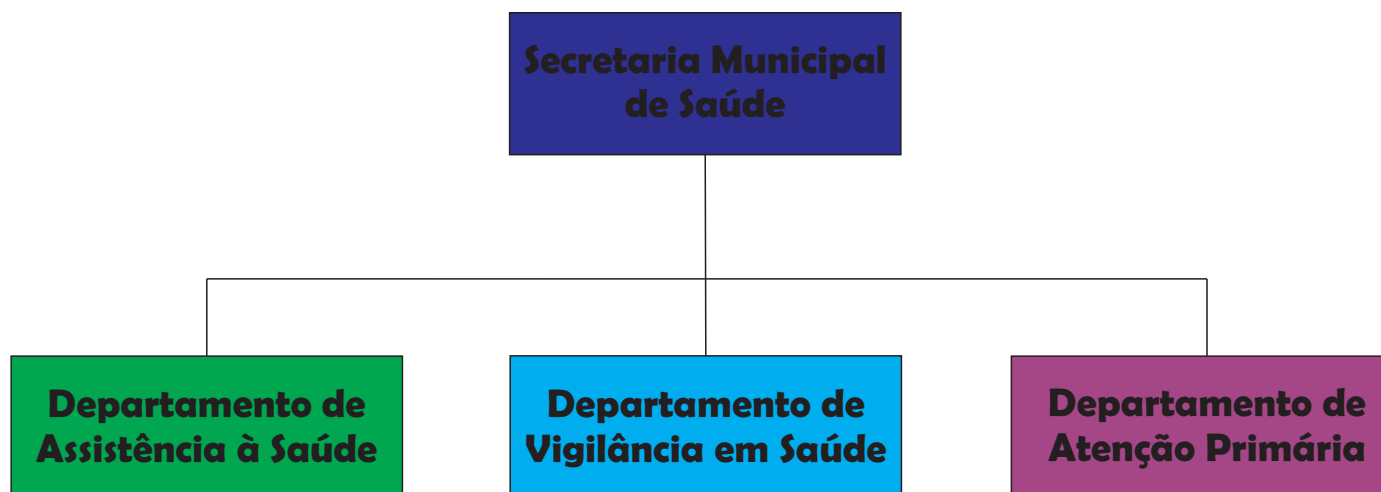 Secretaria Municipal
de Saúde
Departamento de
Assistência à Saúde
Departamento de
Vigilância em Saúde
Departamento de
Atenção Primária